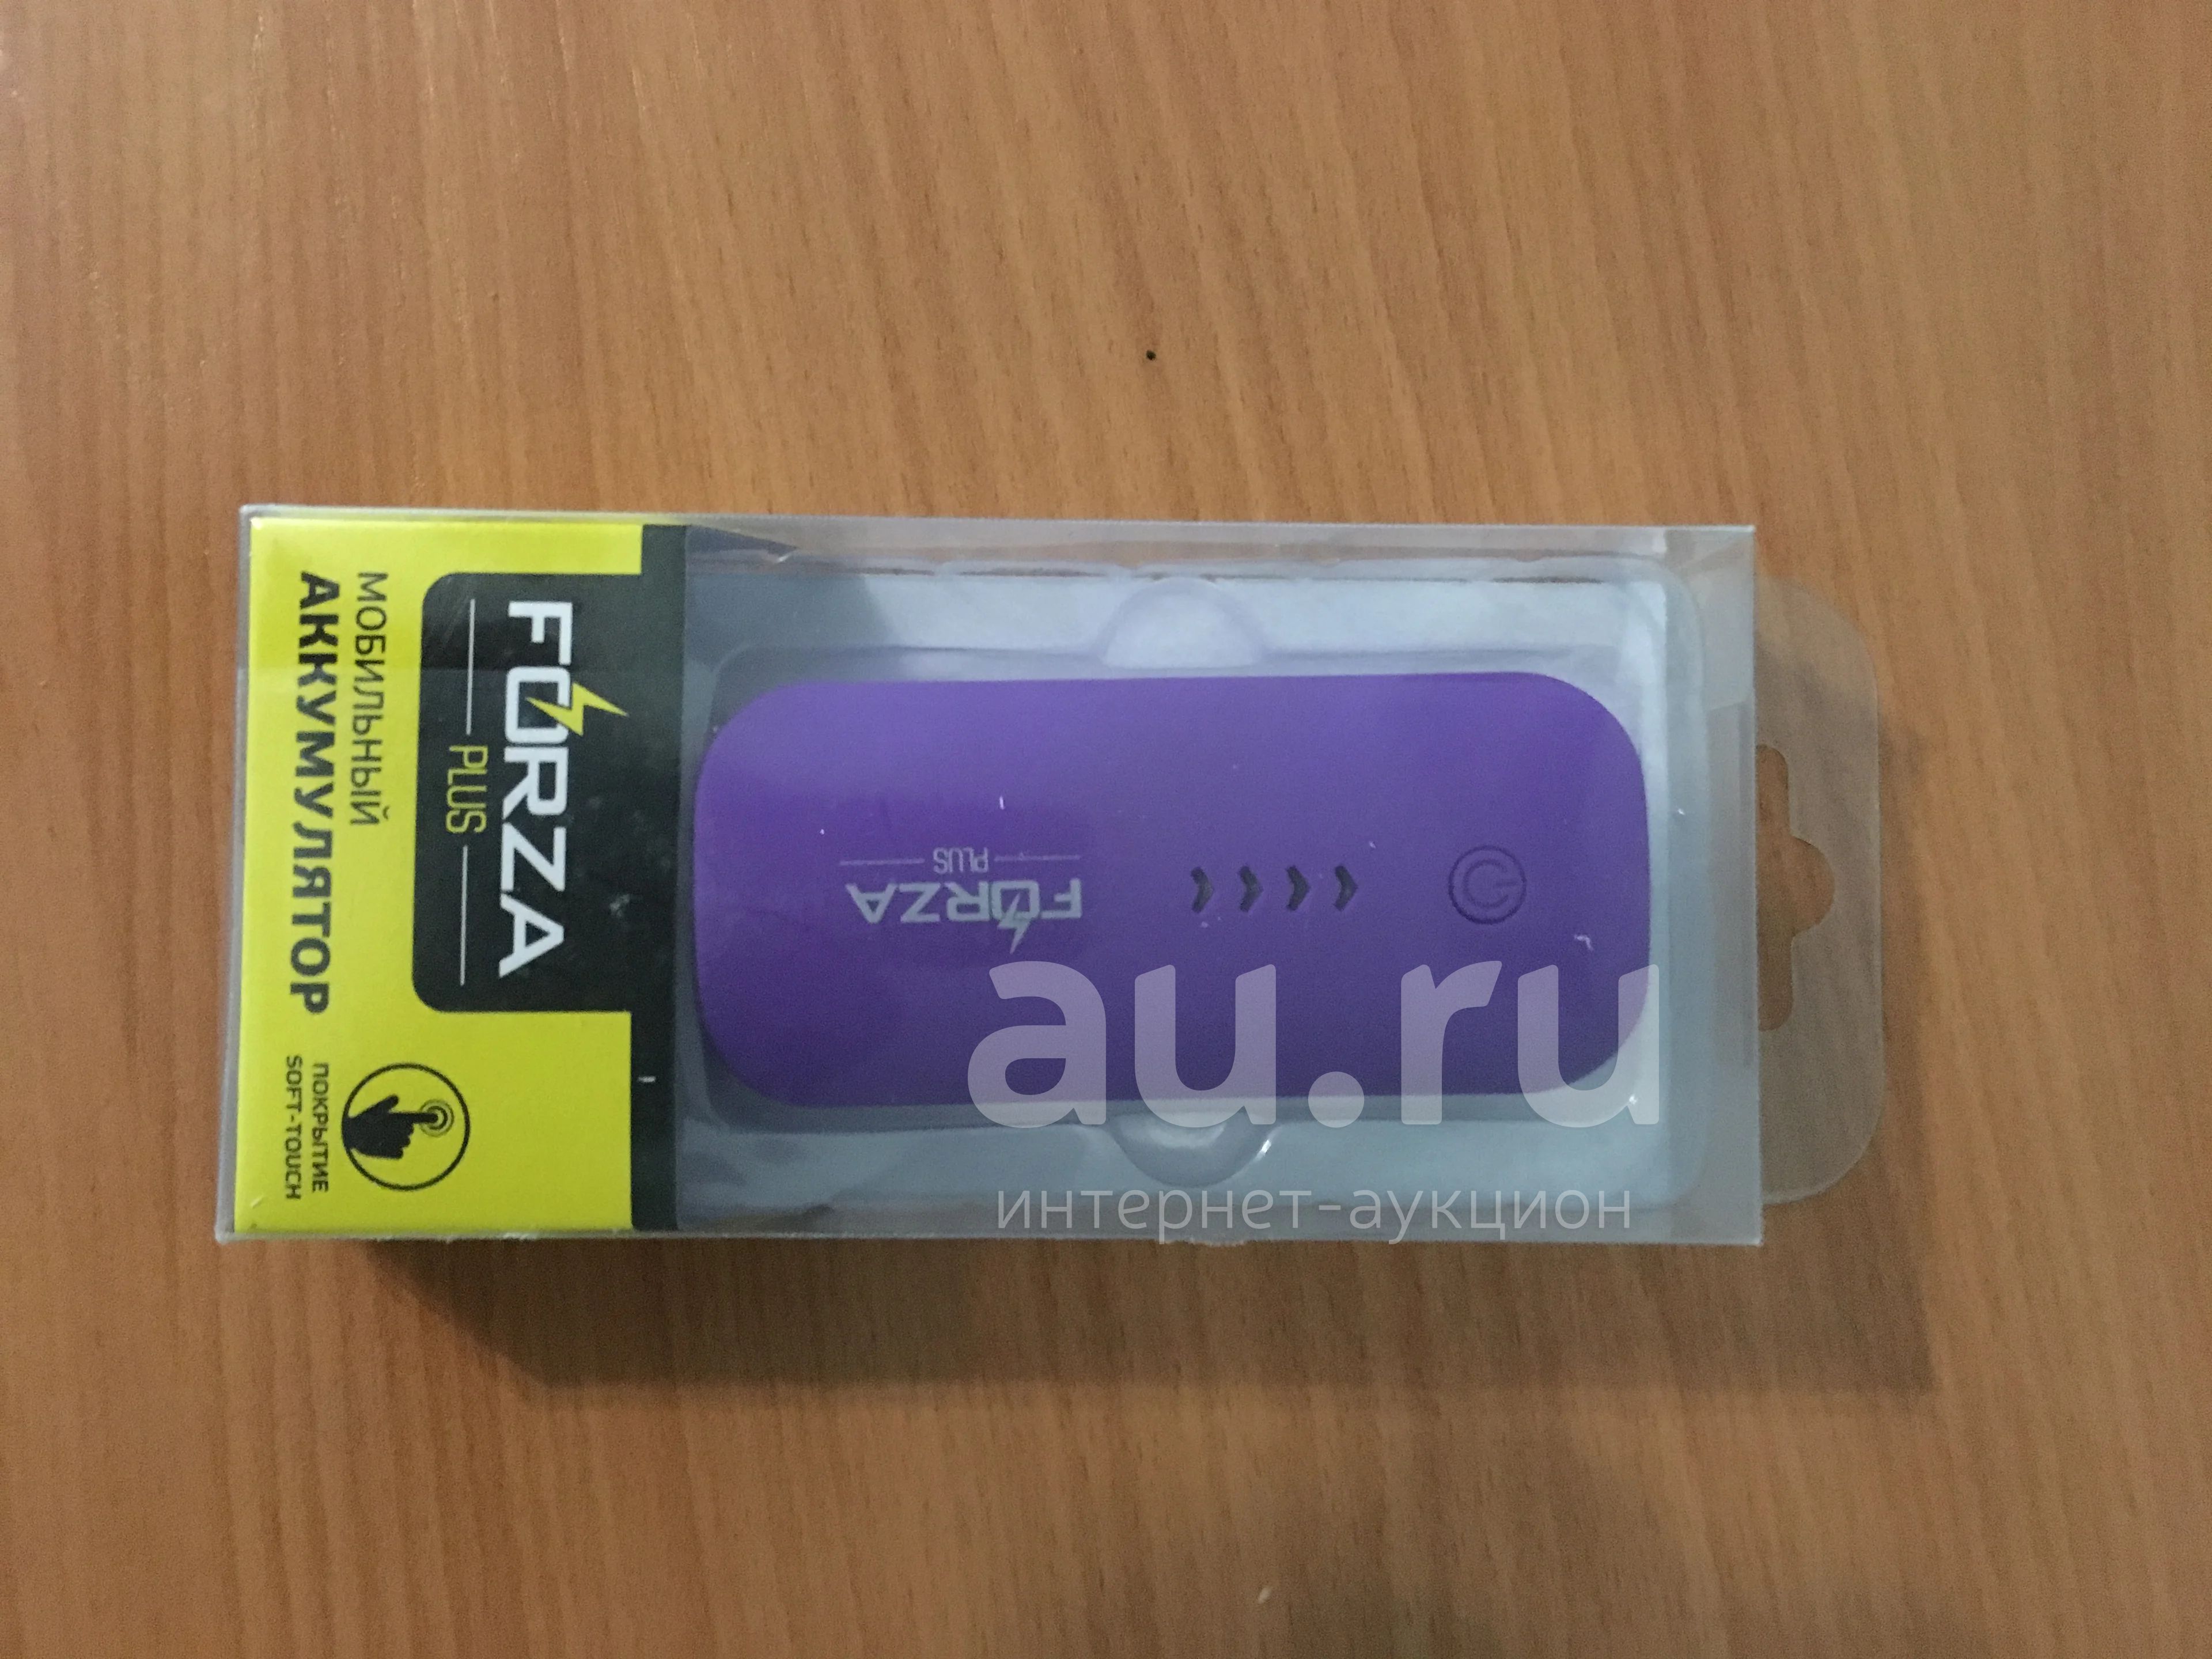 FORZA
PLUS
МОБИЛЬНЫЙ
АККУМУЛЯТОР
ПОКРЫТИЕ
SOFT-TOUCH
FORZA
PLUS
au.ru
интернет-аукцион